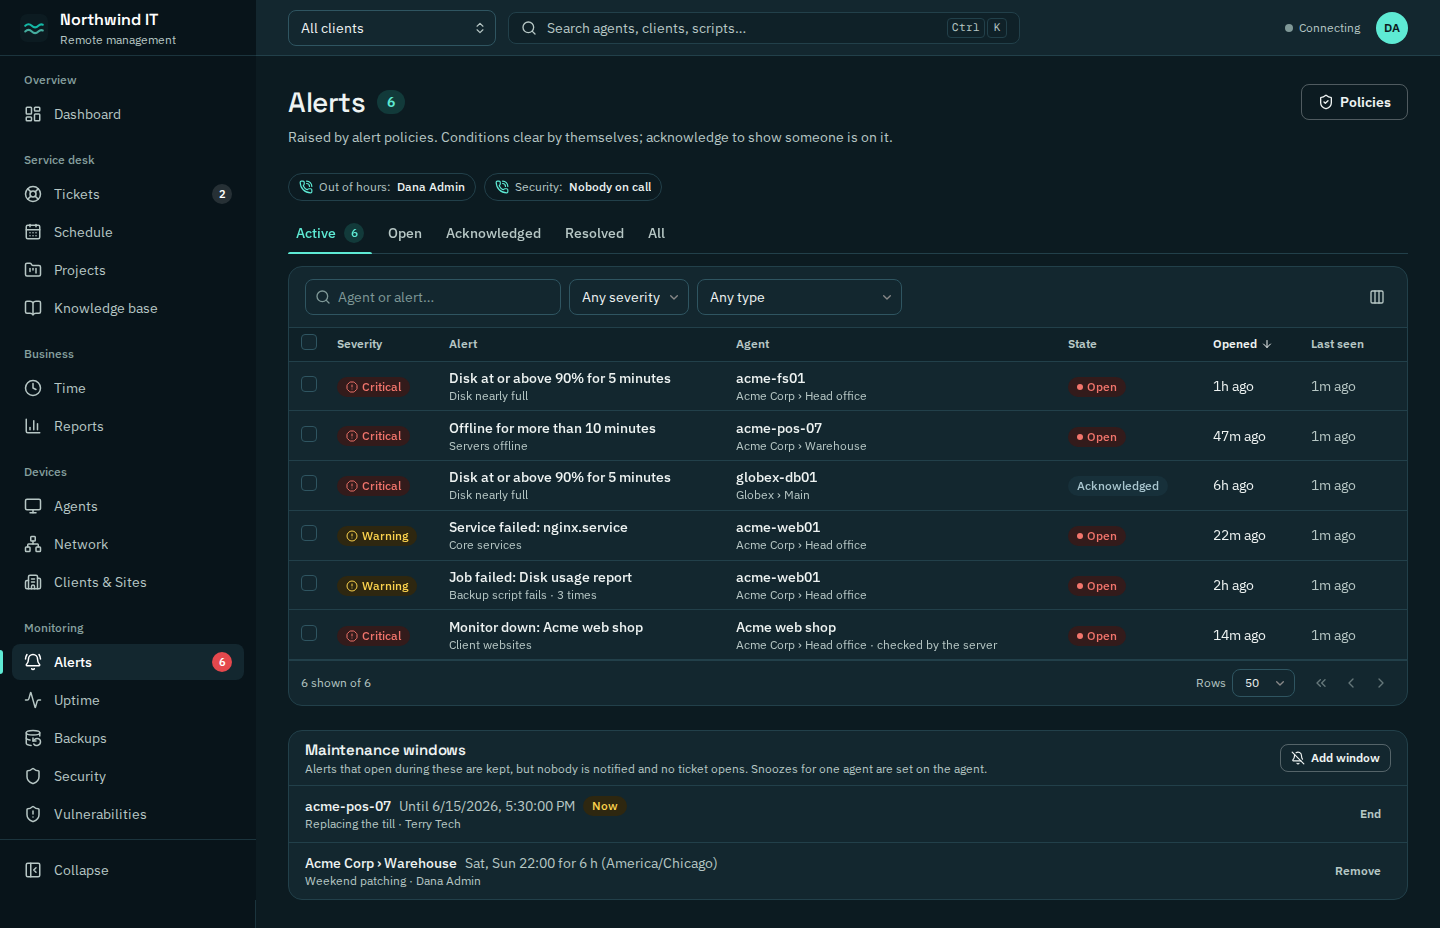 Northwind IT
Remote management
All clients
Search agents, clients, scripts...
Ctrl K
Connecting
DA
Overview
Dashboard
Service desk
Tickets 2
Schedule
Projects
Knowledge base
Business
Time
Reports
Devices
Agents
Network
Clients & Sites
Monitoring
Alerts 6
Uptime
Backups
Security
Vulnerabilities
Collapse
Alerts 6
Policies
Raised by alert policies. Conditions clear by themselves; acknowledge to show someone is on it.
Out of hours: Dana Admin
Security: Nobody on call
Active 6 Open Acknowledged Resolved All
Agent or alert...
Any severity
Any type
Severity Alert Agent State Opened Last seen
Critical Disk at or above 90% for 5 minutes acme-fs01 Open 1h ago 1m ago
Disk nearly full Acme Corp › Head office
Critical Offline for more than 10 minutes acme-pos-07 Open 47m ago 1m ago
Servers offline Acme Corp › Warehouse
Critical Disk at or above 90% for 5 minutes globex-db01 Acknowledged 6h ago 1m ago
Disk nearly full Globex › Main
Warning Service failed: nginx.service acme-web01 Open 22m ago 1m ago
Core services Acme Corp › Head office
Warning Job failed: Disk usage report acme-web01 Open 2h ago 1m ago
Backup script fails · 3 times Acme Corp › Head office
Critical Monitor down: Acme web shop Acme web shop Open 14m ago 1m ago
Client websites Acme Corp › Head office · checked by the server
6 shown of 6
Rows 50
Maintenance windows
Alerts that open during these are kept, but nobody is notified and no ticket opens. Snoozes for one agent are set on the agent.
Add window
acme-pos-07 Until 6/15/2026, 5:30:00 PM Now
Replacing the till · Terry Tech
End
Acme Corp › Warehouse Sat, Sun 22:00 for 6 h (America/Chicago)
Weekend patching · Dana Admin
Remove